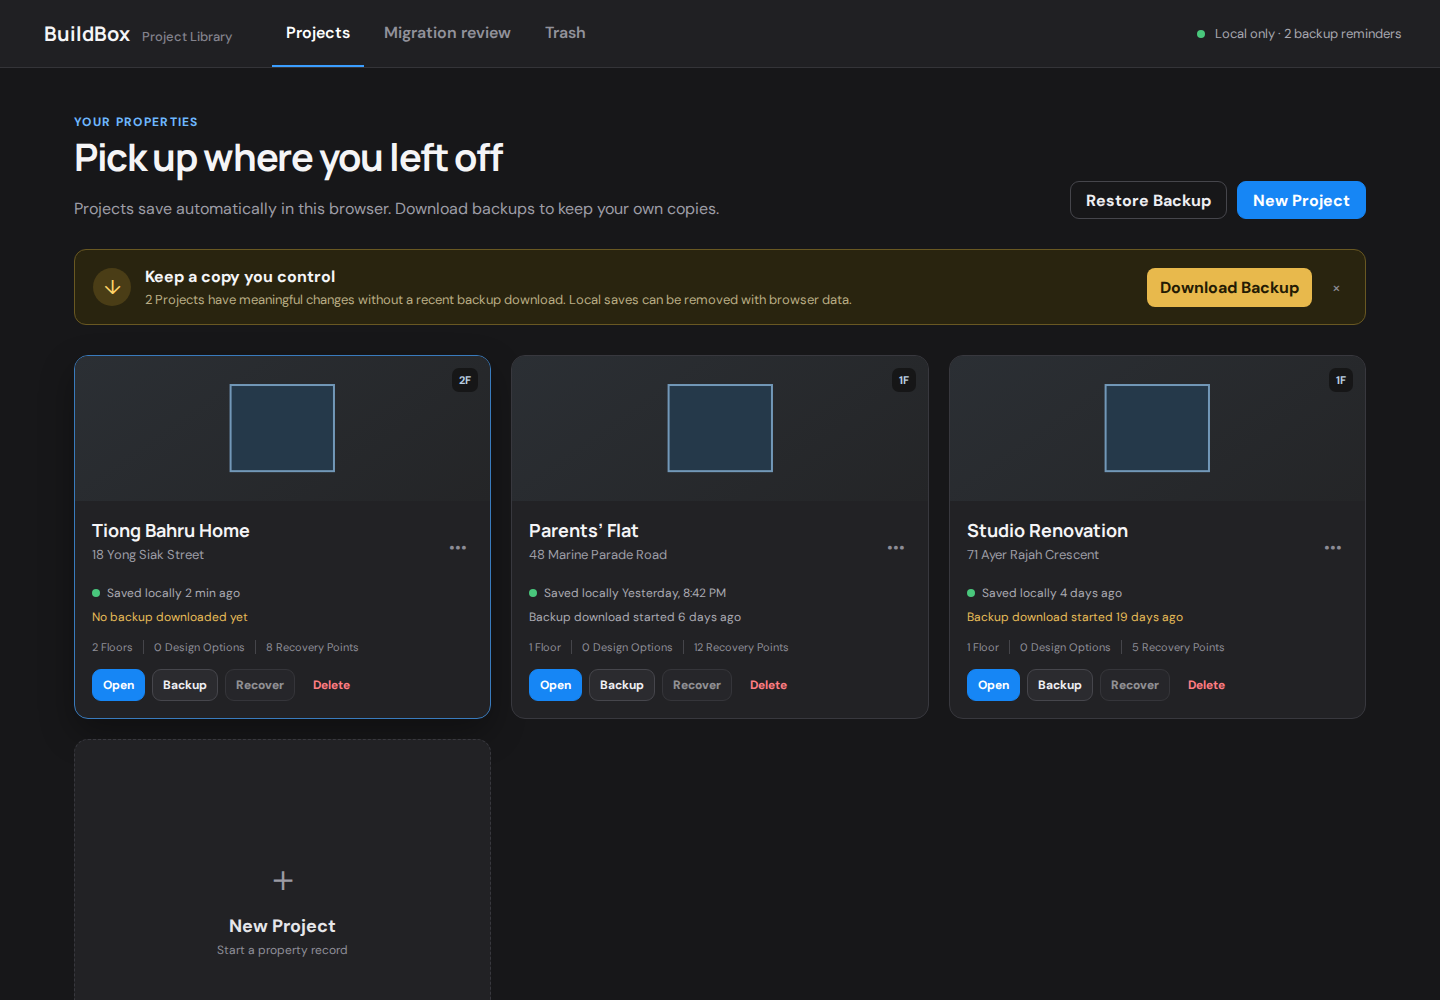 BuildBox Project Library Projects Migration review Trash Local only · 2 backup reminders
YOUR PROPERTIES
Pick up where you left off
Projects save automatically in this browser. Download backups to keep your own copies.
Restore Backup New Project
Keep a copy you control
2 Projects have meaningful changes without a recent backup download. Local saves can be removed with browser data.
Download Backup ×
2F
Tiong Bahru Home
18 Yong Siak Street
Saved locally 2 min ago
No backup downloaded yet
2 Floors 0 Design Options 8 Recovery Points
Open Backup Recover Delete
1F
Parents’ Flat
48 Marine Parade Road
Saved locally Yesterday, 8:42 PM
Backup download started 6 days ago
1 Floor 0 Design Options 12 Recovery Points
Open Backup Recover Delete
1F
Studio Renovation
71 Ayer Rajah Crescent
Saved locally 4 days ago
Backup download started 19 days ago
1 Floor 0 Design Options 5 Recovery Points
Open Backup Recover Delete
+
New Project
Start a property record